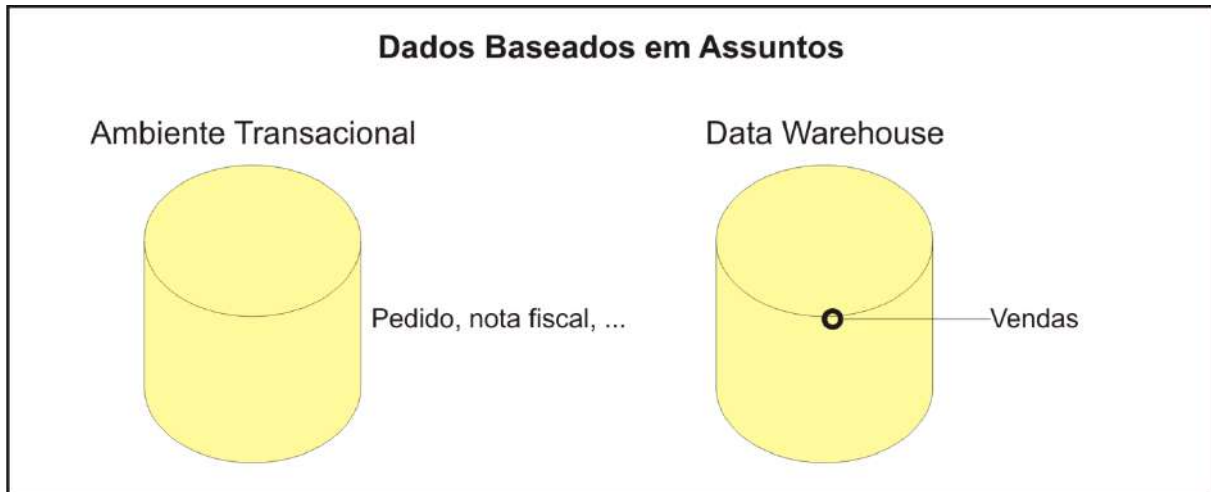 Dados Baseados em Assuntos
Ambiente Transacional
Data Warehouse
Pedido, nota fiscal, ...
Vendas